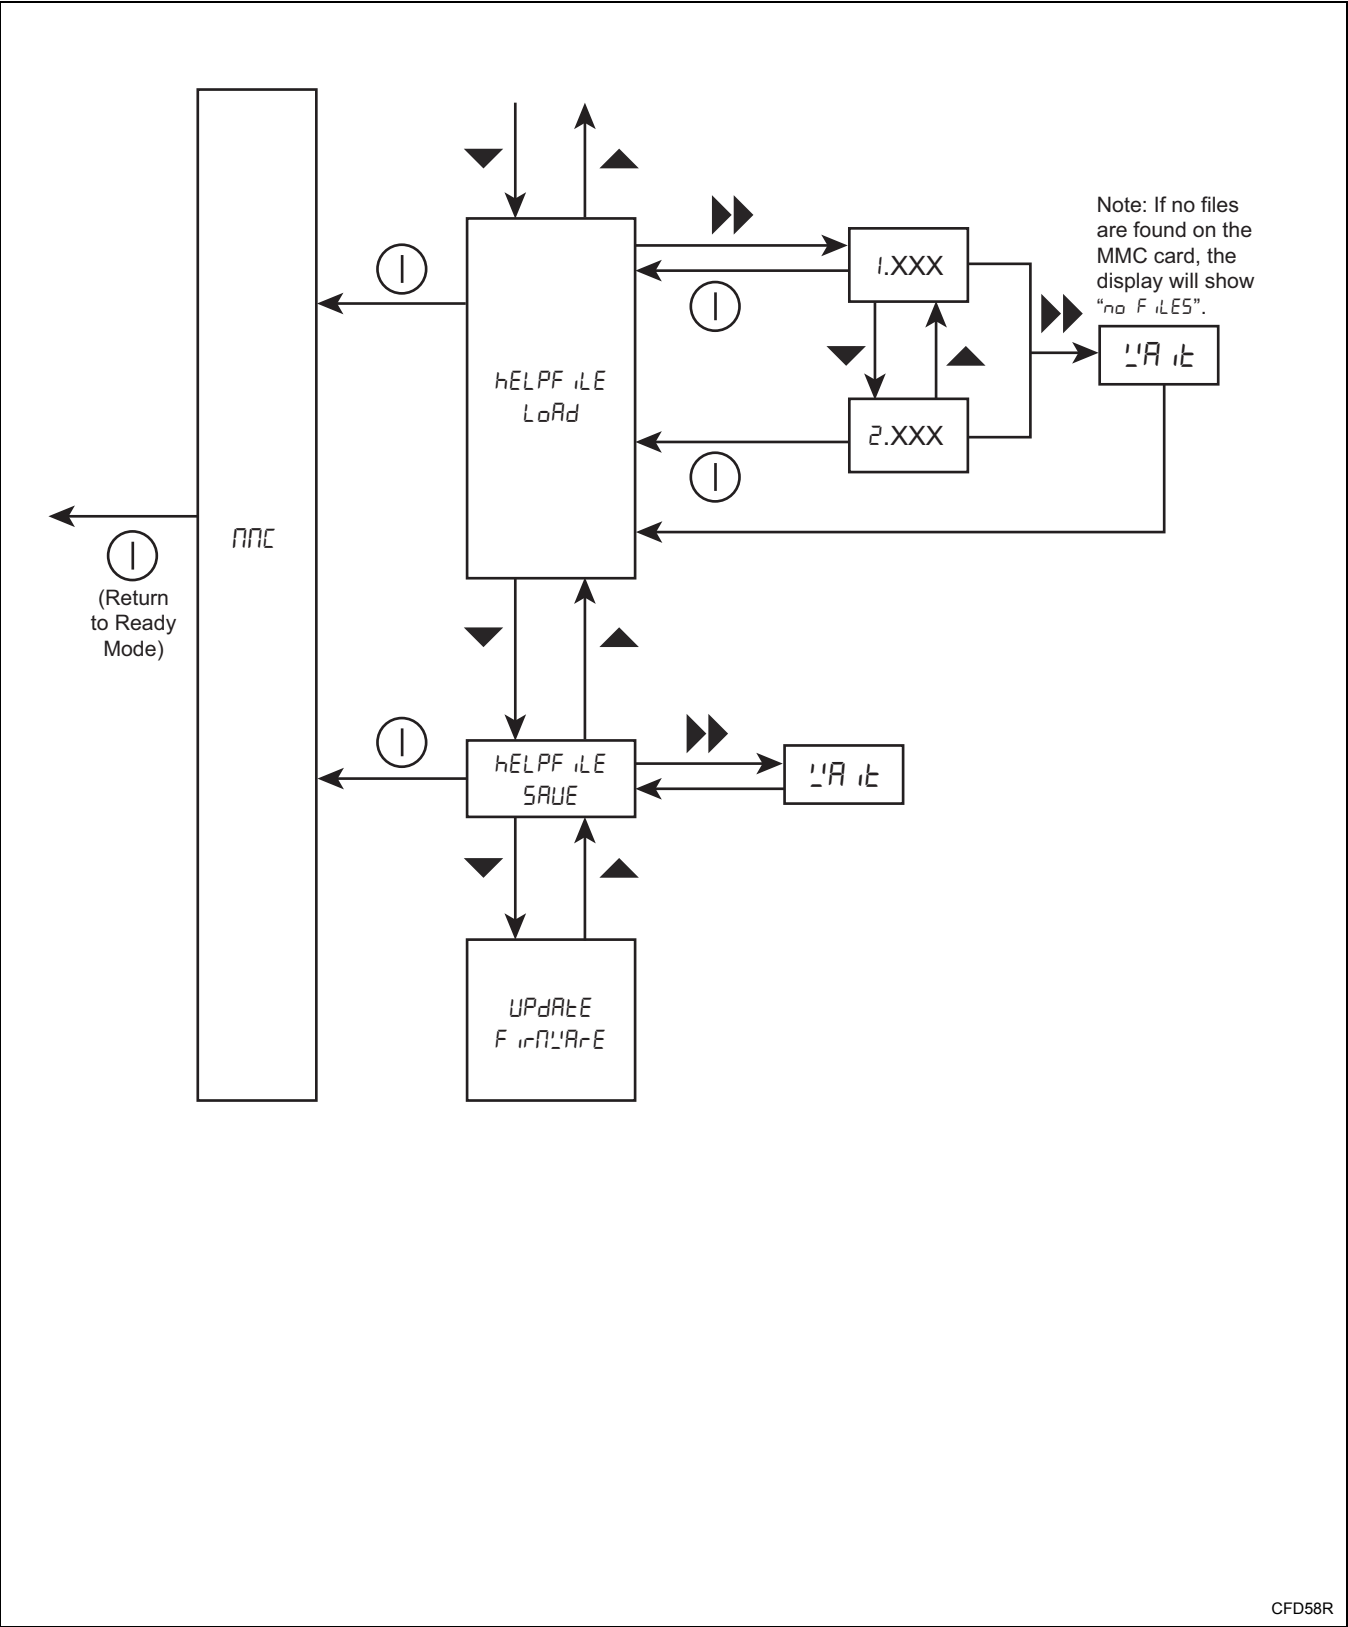 Note: If no files
are found on the
MMC card, the
display will show
“no FiLES”.
1.XXX
WAit
hELPFiLE
LoAd
2.XXX
MMC
(Return
to Ready
Mode)
hELPFiLE
SAVE
WAit
UPdAtE
FirMWArE
CFD58R